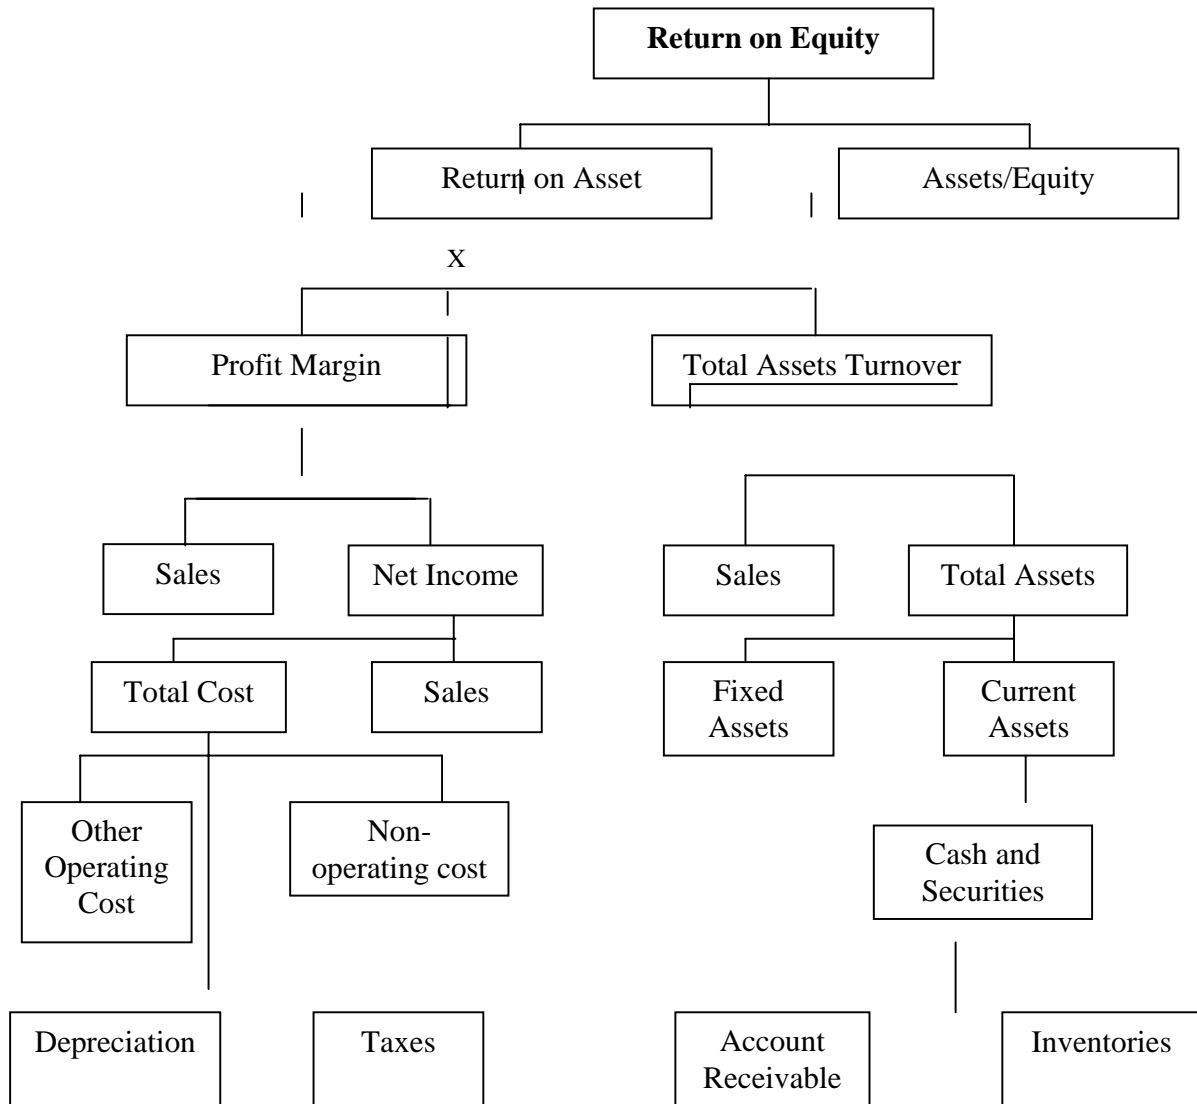 Return on Equity
Return on Asset
Assets/Equity
X
Profit Margin
Total Assets Turnover
Sales
Net Income
Sales
Total Assets
Total Cost
Sales
Fixed
Assets
Current
Assets
Other
Operating
Cost
Non-
operating cost
Cash and
Securities
Depreciation
Taxes
Account
Receivable
Inventories